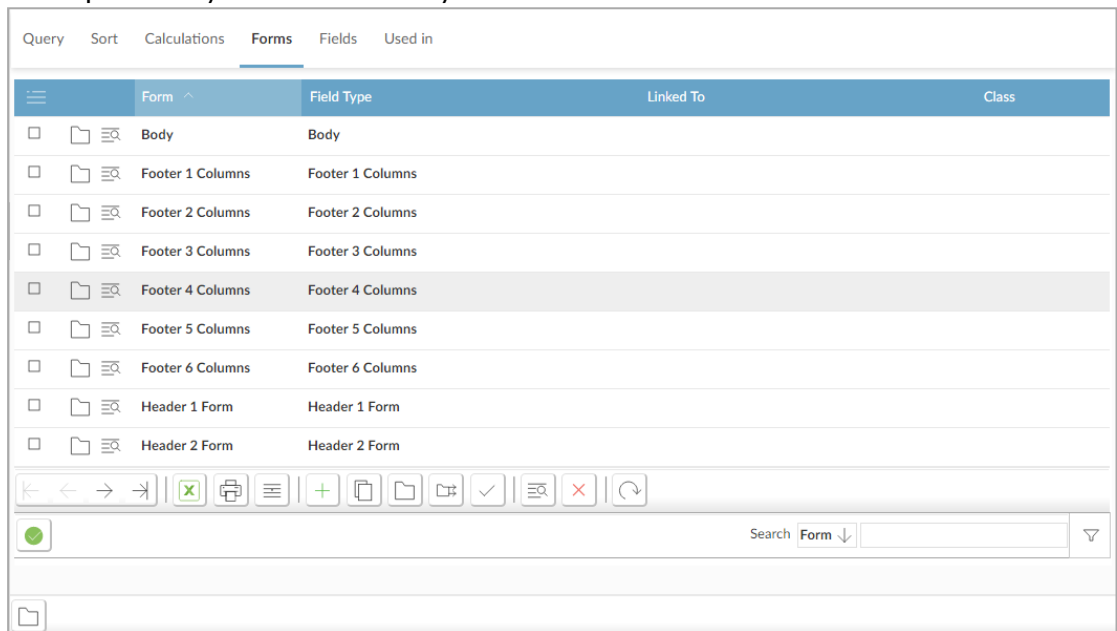 Query Sort Calculations Forms Fields Used in
Form Field Type Linked To Class
Body Body
Footer 1 Columns Footer 1 Columns
Footer 2 Columns Footer 2 Columns
Footer 3 Columns Footer 3 Columns
Footer 4 Columns Footer 4 Columns
Footer 5 Columns Footer 5 Columns
Footer 6 Columns Footer 6 Columns
Header 1 Form Header 1 Form
Header 2 Form Header 2 Form
Search Form